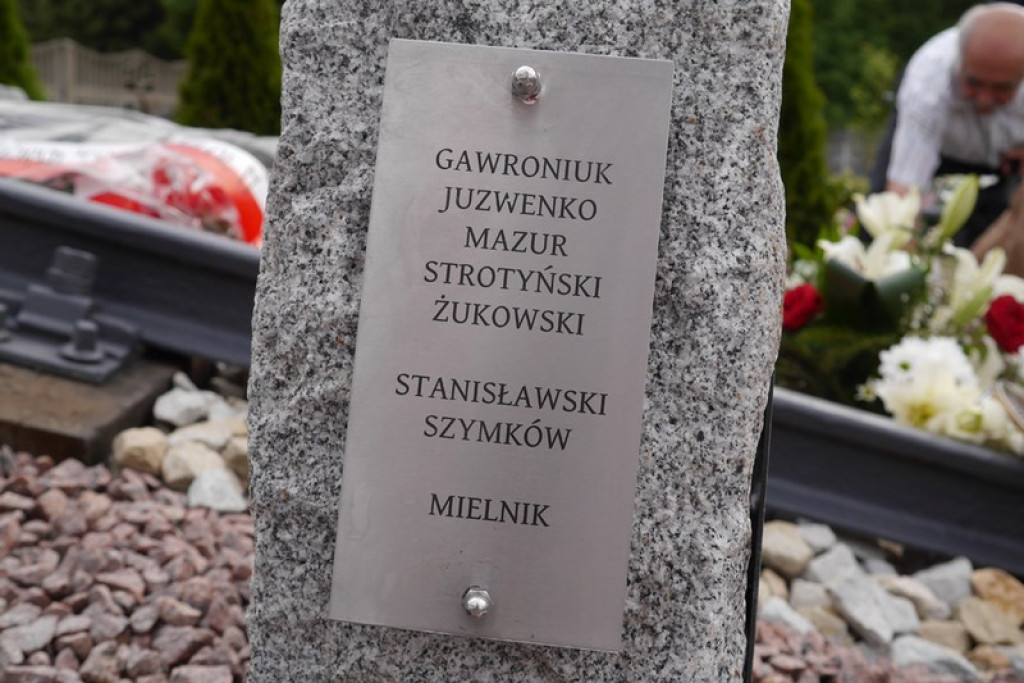 GAWRONIUK
JUZWENKO
MAZUR
STROTYŃSKI
ŻUKOWSKI
STANISŁAWSKI
SZYMKÓW
MIELNIK